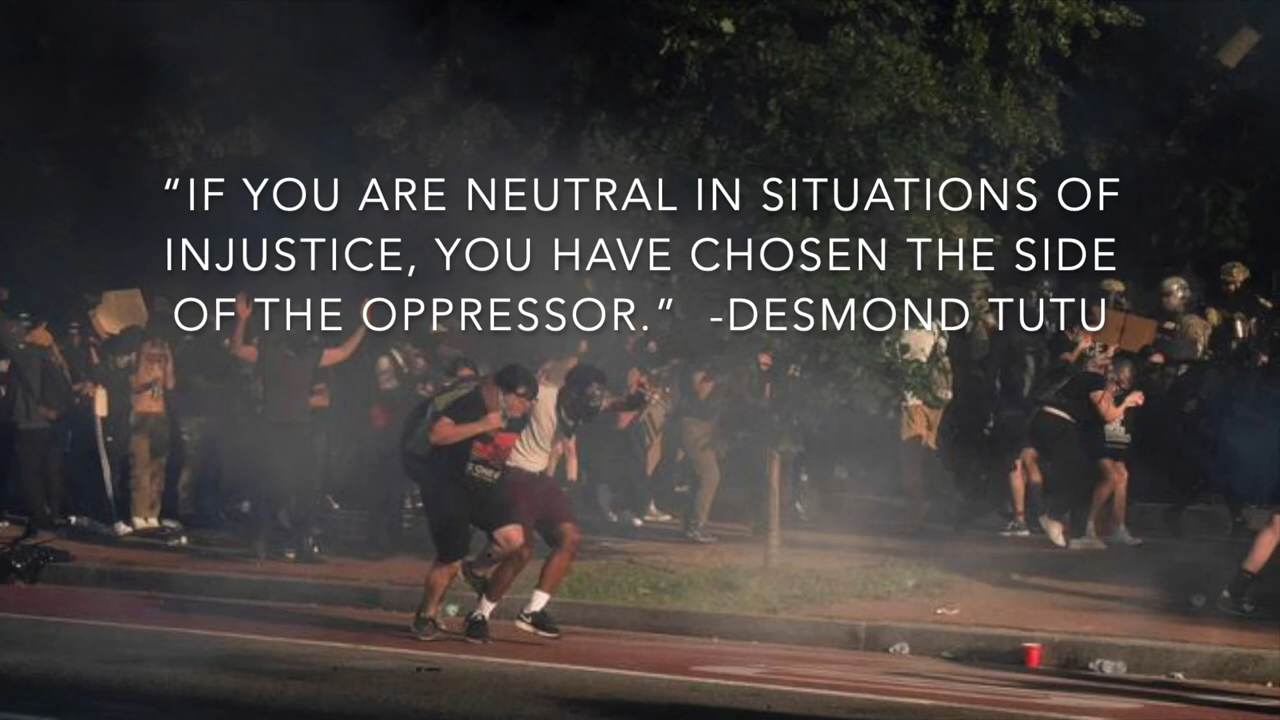 “IF YOU ARE NEUTRAL IN SITUATIONS OF
INJUSTICE, YOU HAVE CHOSEN THE SIDE
OF THE OPPRESSOR.” -DESMOND TUTU